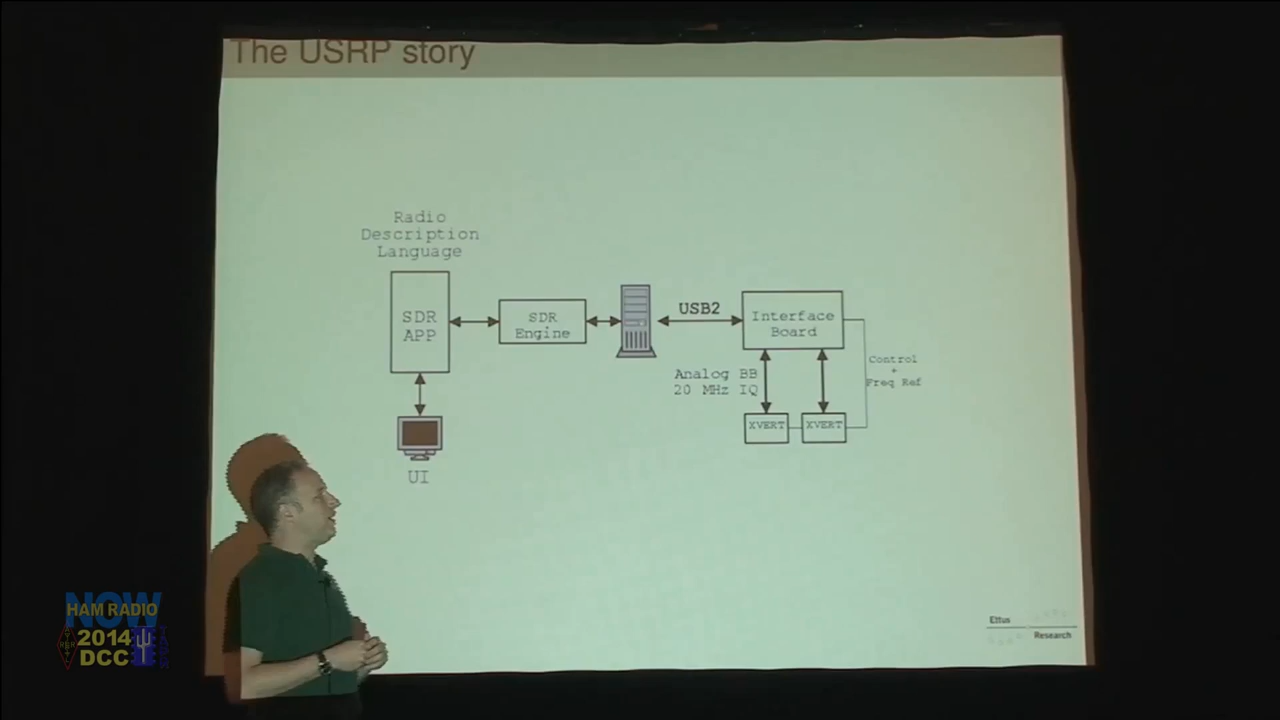 The USRP story
Radio
Description
Language
SDR
APP
UI
SDR
Engine
USB2
Interface
Board
Analog BB
20 MHz IQ
Control
+
Freq Ref
XVERT
XVERT
Ettus
Research
NOW
HAM RADIO
2014
DCC
TAPR